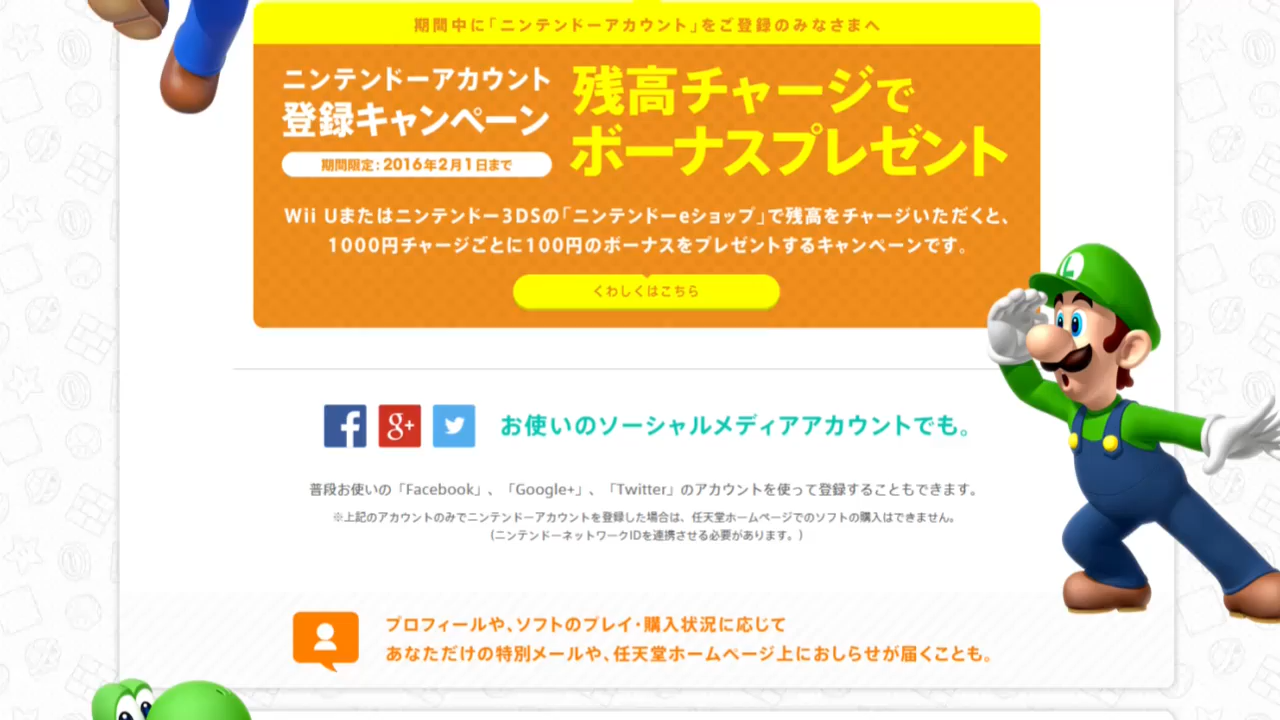 期間中に「ニンテンドーアカウント」をご登録のみなさまへ
ニンテンドーアカウント
登録キャンペーン
期間限定：2016年2月1日まで
残高チャージで
ボーナスプレゼント
Wii Uまたはニンテンドー3DSの「ニンテンドーeショップ」で残高をチャージいただくと、
1000円チャージごとに100円のボーナスをプレゼントするキャンペーンです。
くわしくはこちら
L
f
g+
お使いのソーシャルメディアアカウントでも。
普段お使いの「Facebook」、「Google+」、「Twitter」のアカウントを使って登録することもできます。
※上記のアカウントのみでニンテンドーアカウントを登録した場合は、任天堂ホームページでのソフトの購入はできません。
（ニンテンドーネットワークIDを連携させる必要があります。）
プロフィールや、ソフトのプレイ・購入状況に応じて
あなただけの特別メールや、任天堂ホームページ上におしらせが届くことも。